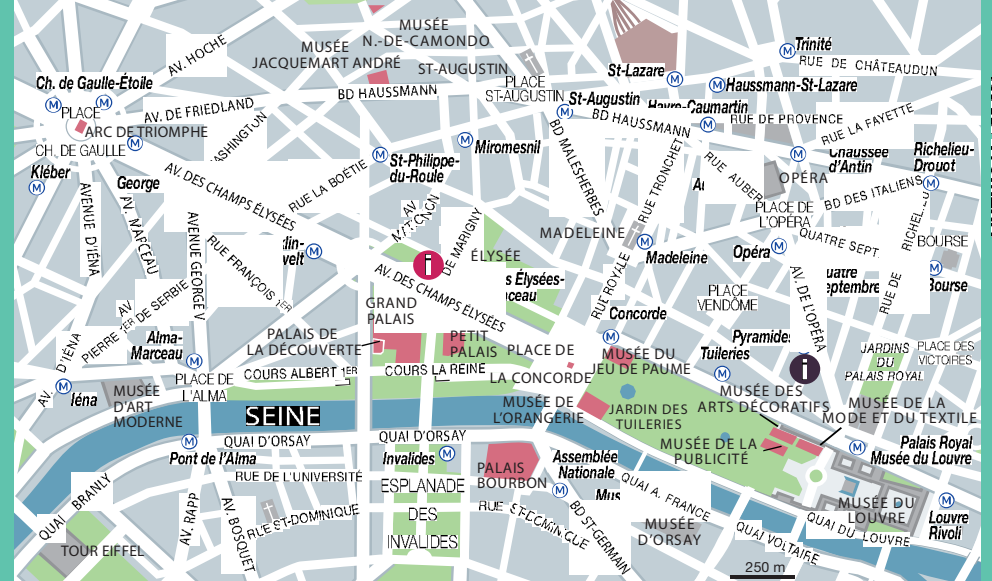 MUSÉE
N.-DE-CAMONDO
MUSÉE
JACQUEMART ANDRÉ
ST-AUGUSTIN
AV. HOCHE
Trinité
RUE DE CHÂTEAUDUN
St-Lazare
Haussmann-St-Lazare
Ch. de Gaulle-Étoile
PLACE
ST-AUGUSTIN
BD HAUSSMANN
St-Augustin
Havre-Caumartin
AV. DE FRIEDLAND
PLACE
ARC DE TRIOMPHE
CH. DE GAULLE
BD HAUSSMANN
RUE DE PROVENCE
RUE LA FAYETTE
Miromesnil
St-Philippe-
du-Roule
Chaussée
d'Antin
Richelieu-
Drouot
Kléber
George
AV. DES CHAMPS ÉLYSÉES
RUE LA BOÉTIE
BD MALESHERBES
RUE TRONCHET
RUE AUBER
OPÉRA
BD DES ITALIENS
PLACE DE
L'OPÉRA
AVENUE D'IÉNA
AVENUE GEORGE V
RUE FRANÇOIS 1ER
DE MARIGNY
ÉLYSÉE
MADELEINE
Madeleine
Opéra
QUATRE SEPT.
BOURSE
Bourse
RUE DE
AV. DES CHAMPS ÉLYSÉES
RUE ROYALE
PLACE
VENDÔME
AV. DE L'OPÉRA
AV.
PIERRE 1ER DE SERBIE
GRAND
PALAIS
Concorde
Alma-
Marceau
PALAIS DE
LA DÉCOUVERTE
PETIT
PALAIS
PLACE DE
LA CONCORDE
MUSÉE DU
JEU DE PAUME
Pyramides
Tuileries
JARDINS
DU
PALAIS ROYAL
PLACE DES
VICTOIRES
AV. D'IÉNA
Iéna
MUSÉE
D'ART
MODERNE
PLACE DE
L'ALMA
COURS ALBERT 1ER
COURS LA REINE
MUSÉE DE
L'ORANGERIE
JARDIN DES
TUILERIES
MUSÉE DES
ARTS DÉCORATIFS
MUSÉE DE LA
MODE ET DU TEXTILE
MUSÉE DE LA
PUBLICITÉ
SEINE
QUAI D'ORSAY
QUAI D'ORSAY
Pont de l'Alma
Invalides
Palais Royal
Musée du Louvre
RUE DE L'UNIVERSITÉ
PALAIS
BOURBON
Assemblée
Nationale
Mus
QUAI A. FRANCE
ESPLANADE
DES
INVALIDES
QUAI BRANLY
AV. RAPP
AV. BOSQUET
RUE ST-DOMINIQUE
RUE ST-DOMINIQUE
BD ST-GERMAIN
MUSÉE
D'ORSAY
QUAI VOLTAIRE
QUAI DU LOUVRE
MUSÉE DU
LOUVRE
Louvre
Rivoli
TOUR EIFFEL
250 m